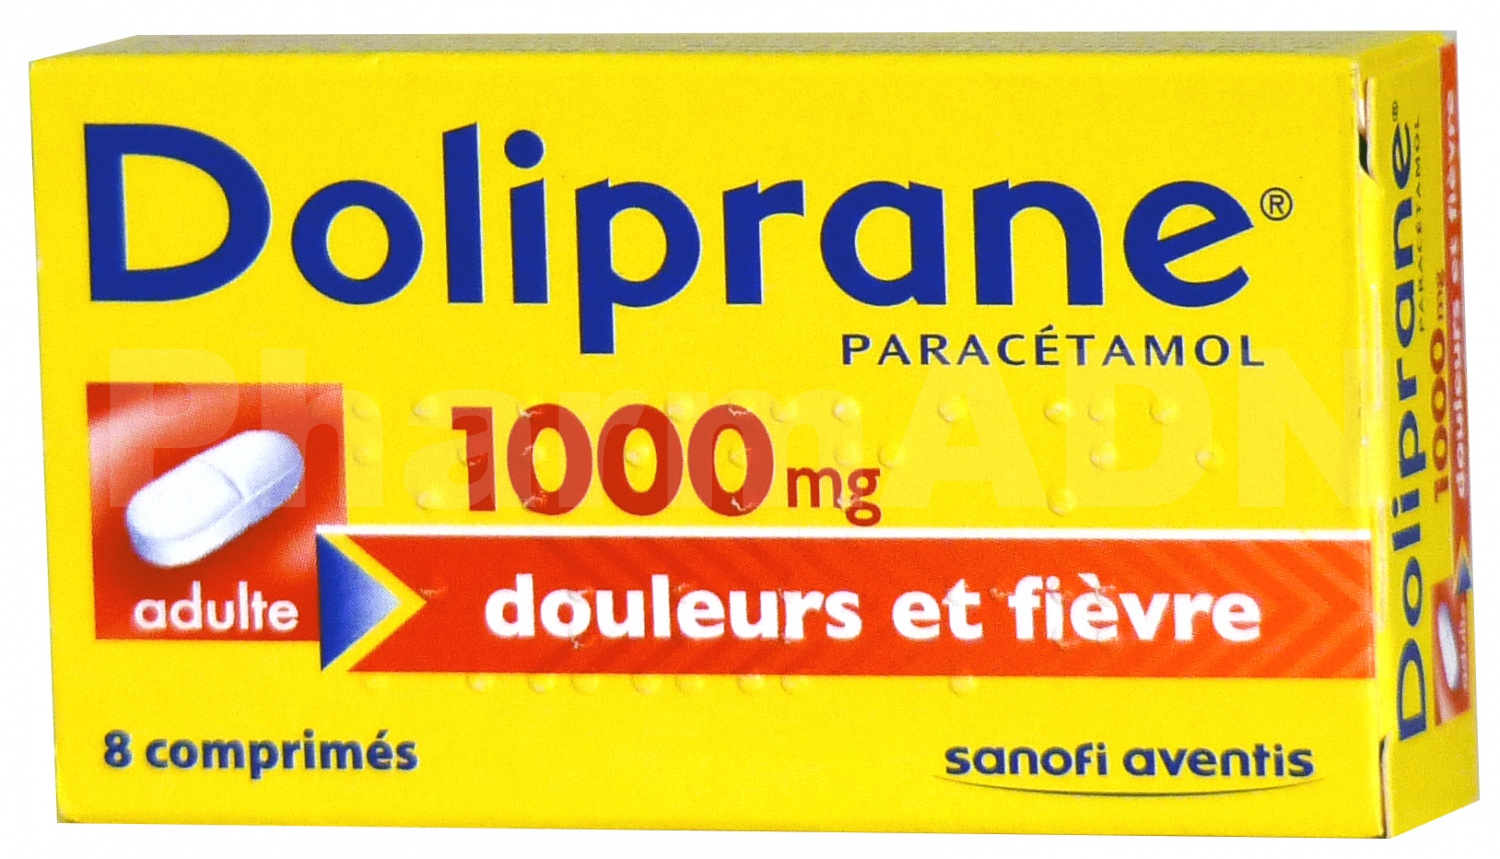 Doliprane®
PARACÉTAMOL
1000 mg
adulte
douleurs et fièvre
8 comprimés
sanofi aventis
PharmADN
Doliprane®
PARACÉTAMOL
1000 mg
douleurs et fièvre